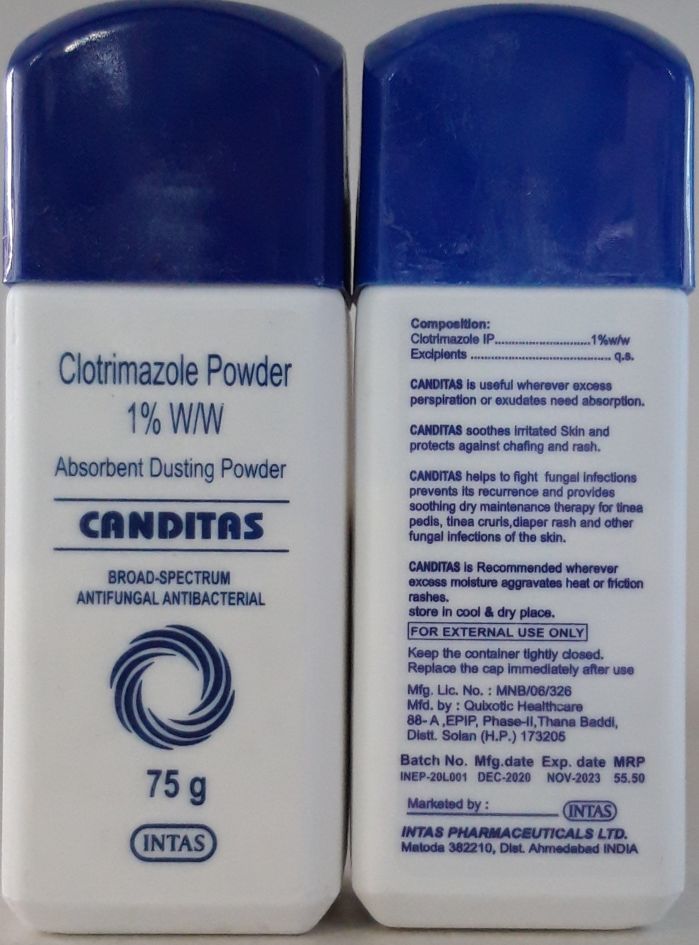 Clotrimazole Powder
1% W/W
Absorbent Dusting Powder
CANDITAS
BROAD-SPECTRUM
ANTIFUNGAL ANTIBACTERIAL
75 g
INTAS
Composition:
Clotrimazole IP............................1%w/w
Excipients ......................................... q.s.
CANDITAS is useful wherever excess
perspiration or exudates need absorption.
CANDITAS soothes irritated Skin and
protects against chafing and rash.
CANDITAS helps to fight fungal infections
prevents its recurrence and provides
soothing dry maintenance therapy for tinea
pedis, tinea cruris,diaper rash and other
fungal infections of the skin.
CANDITAS is Recommended wherever
excess moisture aggravates heat or friction
rashes.
store in cool & dry place.
FOR EXTERNAL USE ONLY
Keep the container tightly closed.
Replace the cap immediately after use
Mfg. Lic. No. : MNB/06/326
Mfd. by : Quixotic Healthcare
88- A ,EPIP, Phase-II,Thana Baddi,
Distt. Solan (H.P.) 173205
Batch No. Mfg.date Exp. date MRP
INEP-20L001 DEC-2020 NOV-2023 55.50
Marketed by : INTAS
INTAS PHARMACEUTICALS LTD.
Matoda 382210, Dist. Ahmedabad INDIA